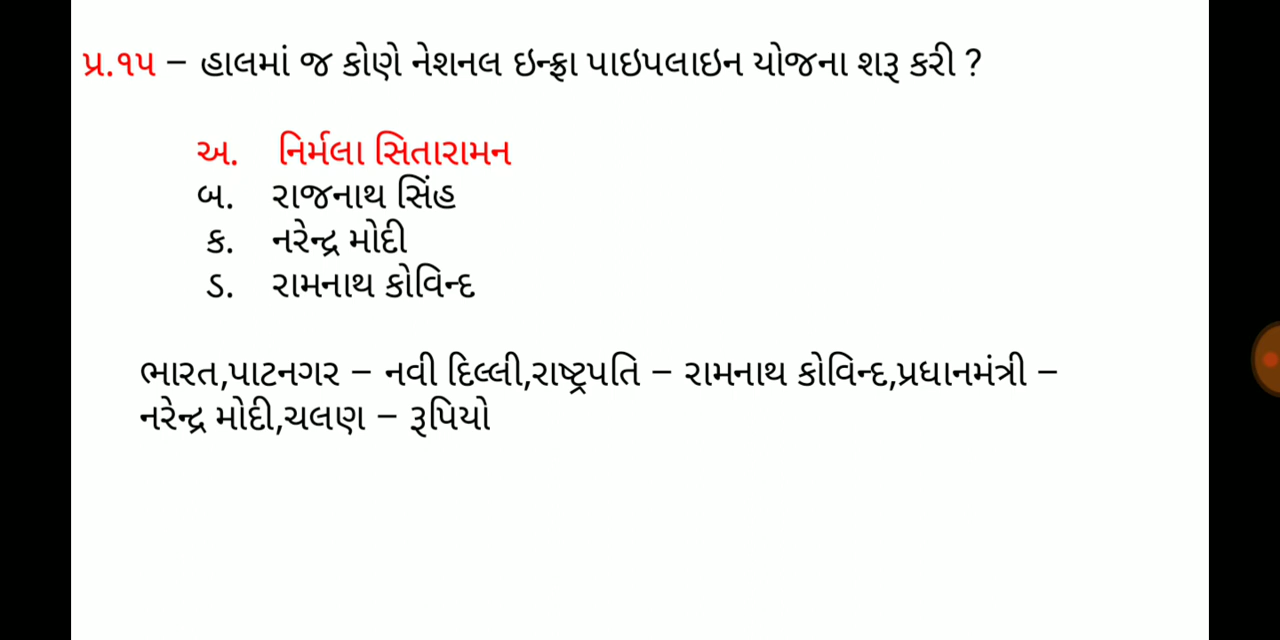 પ્ર.૧૫ – હાલમાં જ કોણે નેશનલ ઇન્ફ્રા પાઇપલાઇન યોજના શરૂ કરી ?
અ. નિર્મલા સિતારામન
બ. રાજનાથ સિંહ
ક. નરેન્દ્ર મોદી
ડ. રામનાથ કોવિન્દ
ભારત,પાટનગર – નવી દિલ્લી,રાષ્ટ્રપતિ – રામનાથ કોવિન્દ,પ્રધાનમંત્રી –
નરેન્દ્ર મોદી,ચલણ – રૂપિયો